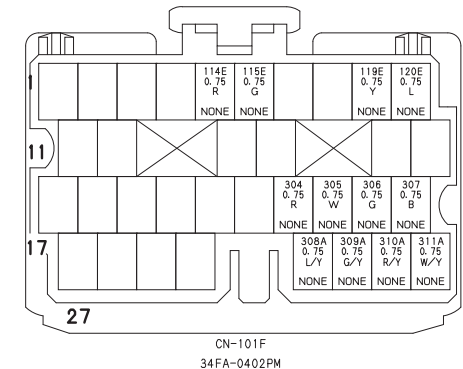 1
114E 115E 119E 120E
0.75 0.75 0.75 0.75
R G Y L
NONE NONE NONE NONE
11
304 305 306 307
0.75 0.75 0.75 0.75
R W G B
NONE NONE NONE NONE
17
308A 309A 310A 311A
0.75 0.75 0.75 0.75
L/Y G/Y R/Y W/Y
NONE NONE NONE NONE
27
CN-101F
34FA-0402PM